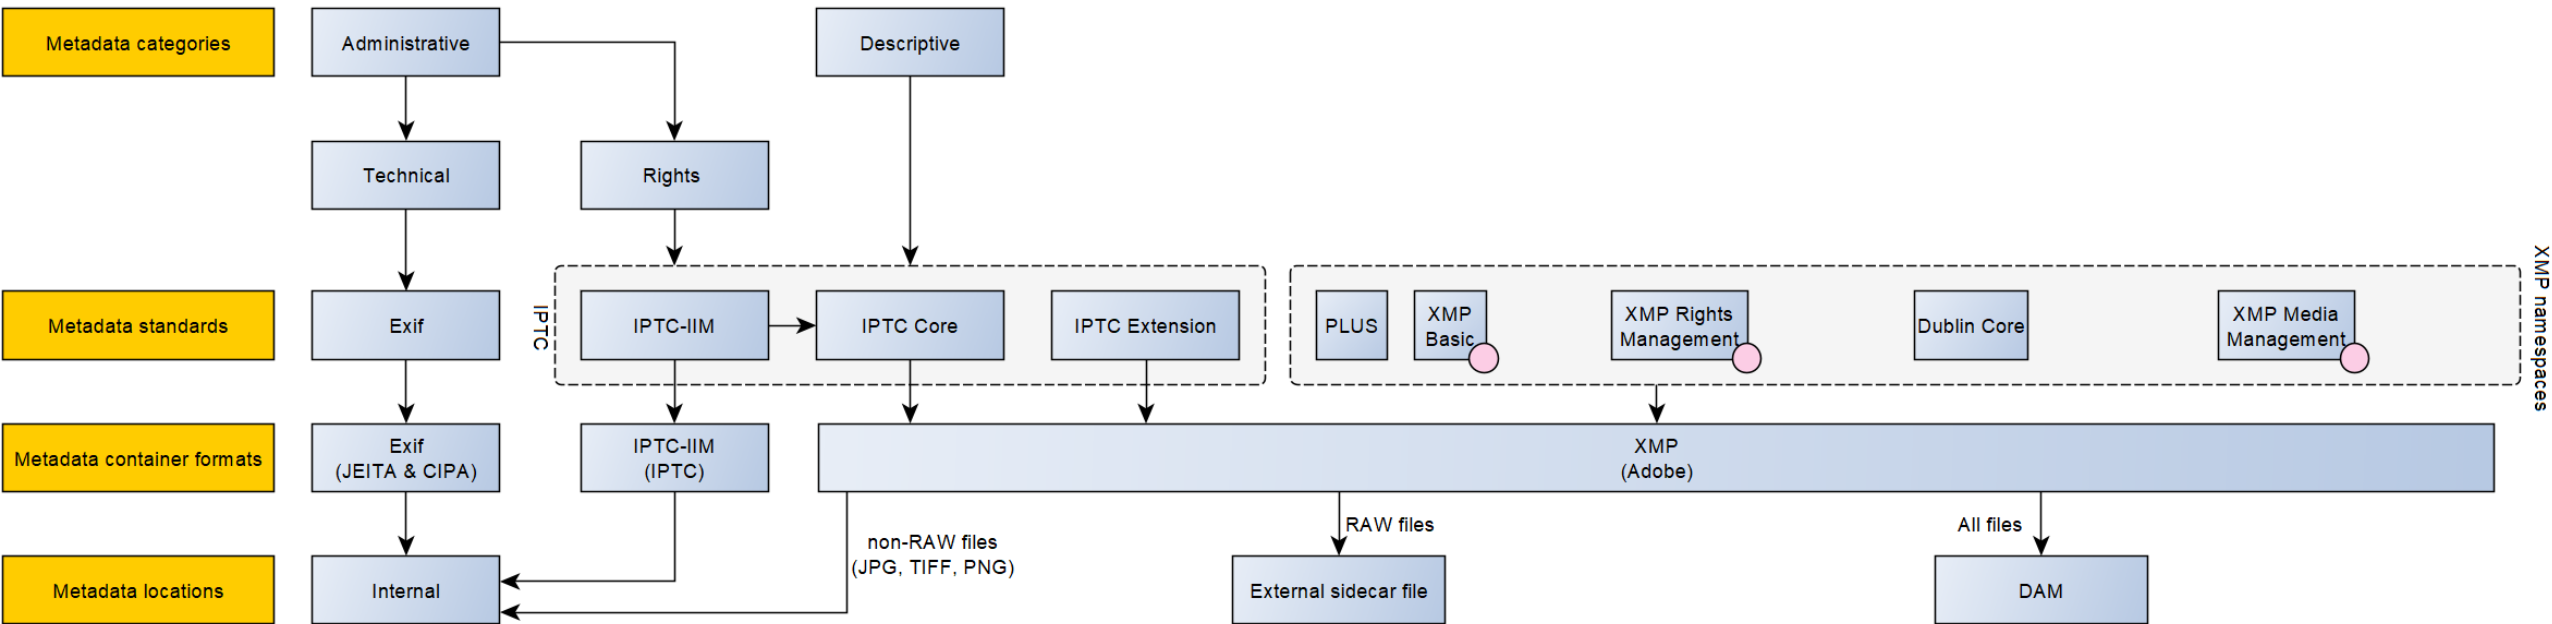 Metadata categories
Administrative
Descriptive
Technical
Rights
XMP namespaces
IPTC
Metadata standards
Exif
IPTC-IIM
IPTC Core
IPTC Extension
PLUS
XMP
Basic
XMP Rights
Management
Dublin Core
XMP Media
Management
Metadata container formats
Exif
(JEITA & CIPA)
IPTC-IIM
(IPTC)
XMP
(Adobe)
non-RAW files
(JPG, TIFF, PNG)
RAW files
All files
Metadata locations
Internal
External sidecar file
DAM